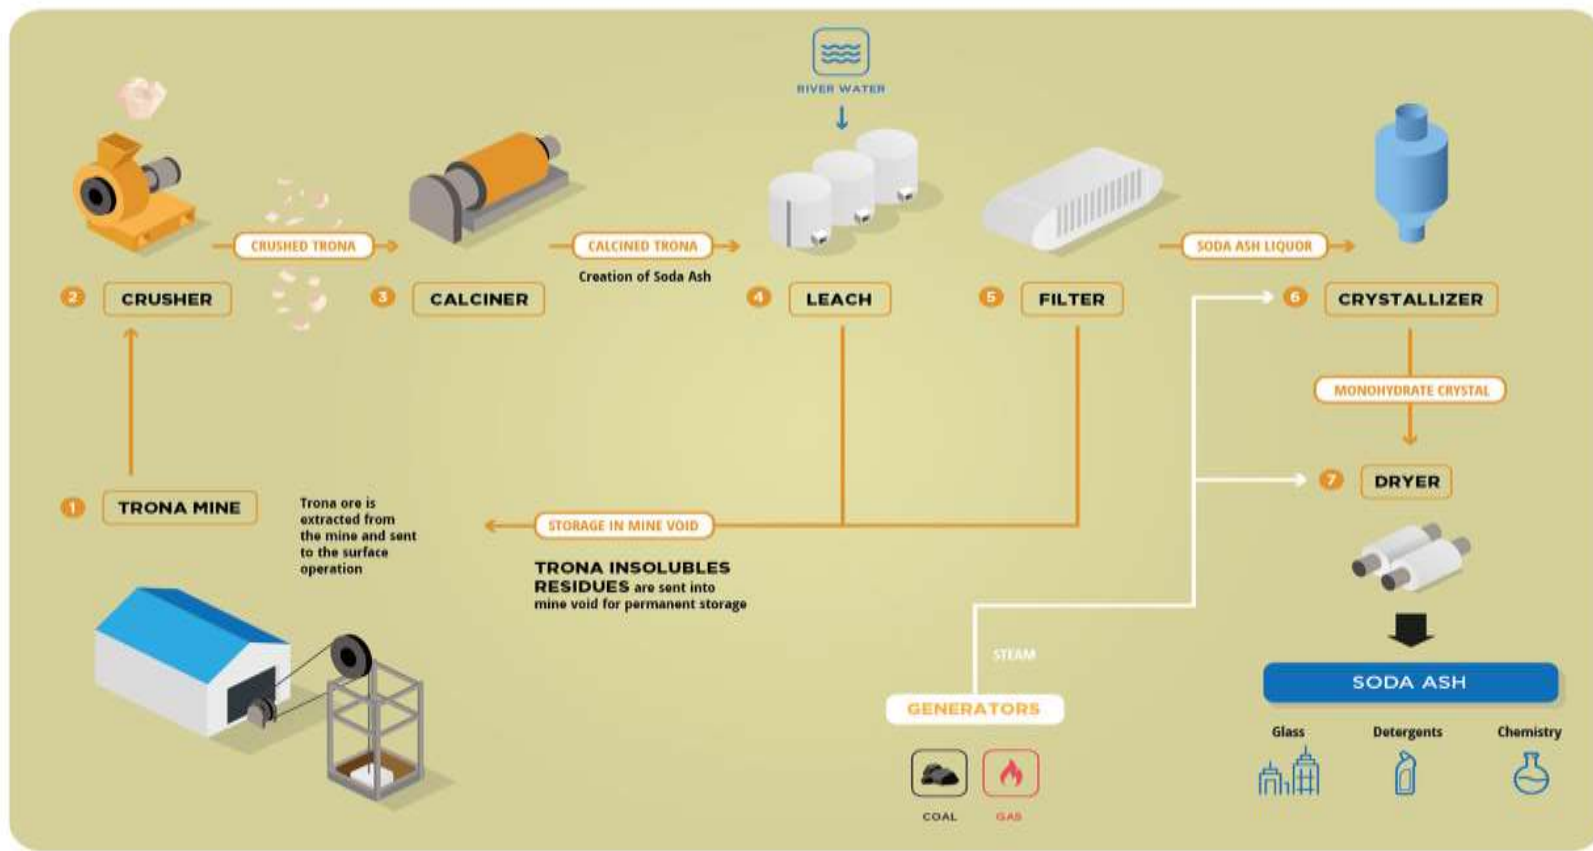 RIVER WATER
CRUSHED TRONA
CALCINED TRONA
Creation of Soda Ash
SODA ASH LIQUOR
2 CRUSHER
3 CALCINER
4 LEACH
5 FILTER
6 CRYSTALLIZER
MONOHYDRATE CRYSTAL
7 DRYER
1 TRONA MINE
Trona ore is
extracted from
the mine and sent
to the surface
operation
STORAGE IN MINE VOID
TRONA INSOLUBLES
RESIDUES are sent into
mine void for permanent storage
STEAM
GENERATORS
COAL
GAS
SODA ASH
Glass
Detergents
Chemistry